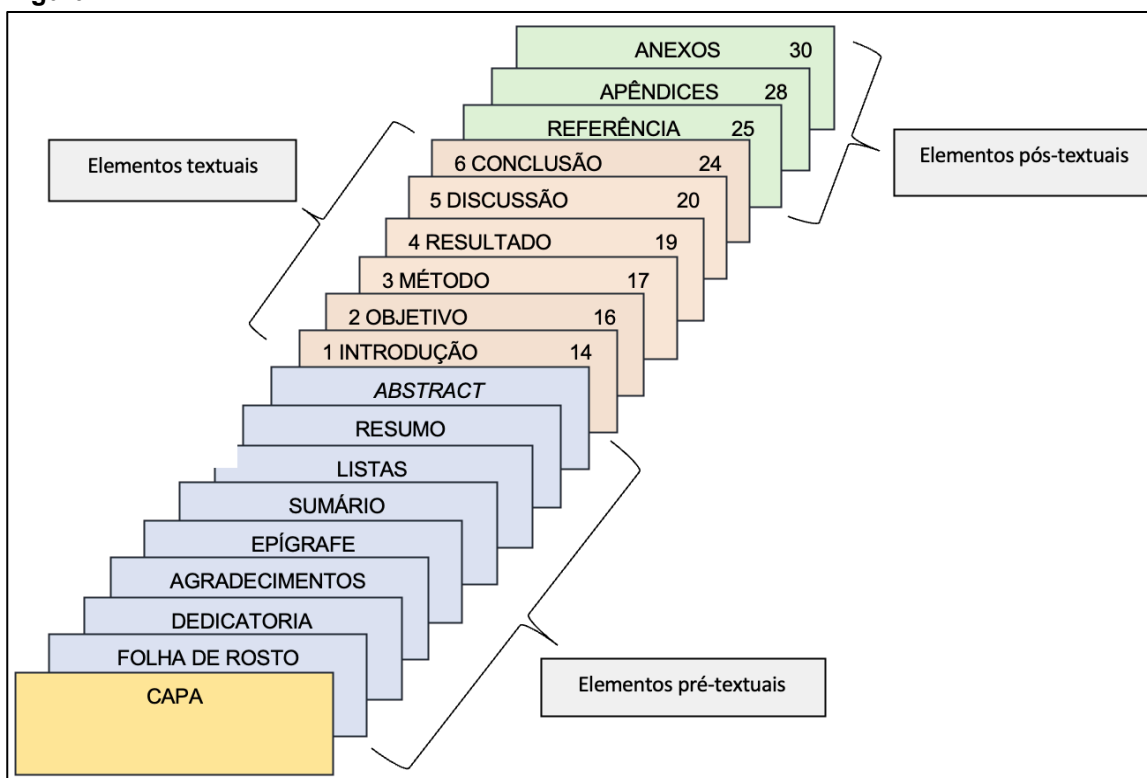 ANEXOS 30
APÊNDICES 28
REFERÊNCIA 25
6 CONCLUSÃO 24
5 DISCUSSÃO 20
4 RESULTADO 19
3 MÉTODO 17
2 OBJETIVO 16
1 INTRODUÇÃO 14
ABSTRACT
RESUMO
LISTAS
SUMÁRIO
EPÍGRAFE
AGRADECIMENTOS
DEDICATORIA
FOLHA DE ROSTO
CAPA
Elementos textuais
Elementos pós-textuais
Elementos pré-textuais